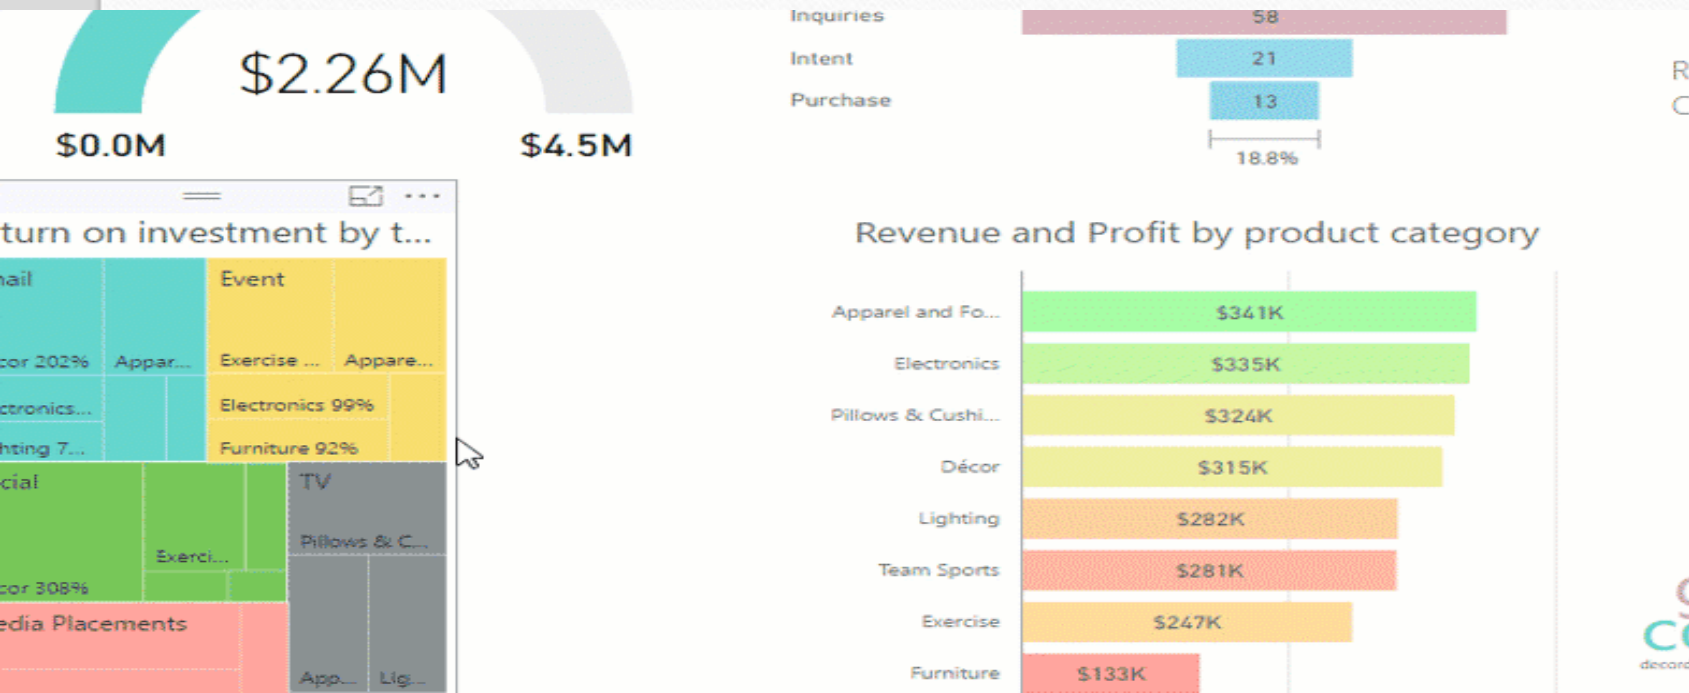 $2.26M
$0.0M
$4.5M
Inquiries 58
Intent 21
Purchase 13
18.8%
turn on investment by t...
ail
cor 202%
Appar...
ctronics...
hting 7...
Event
Exercise ...
Appare...
Electronics 99%
Furniture 92%
cial
Exerci...
cor 308%
TV
Pillows & C...
App...
Lig...
edia Placements
Revenue and Profit by product category
Apparel and Fo... $341K
Electronics $335K
Pillows & Cushi... $324K
Décor $315K
Lighting $282K
Team Sports $281K
Exercise $247K
Furniture $133K
R
decor